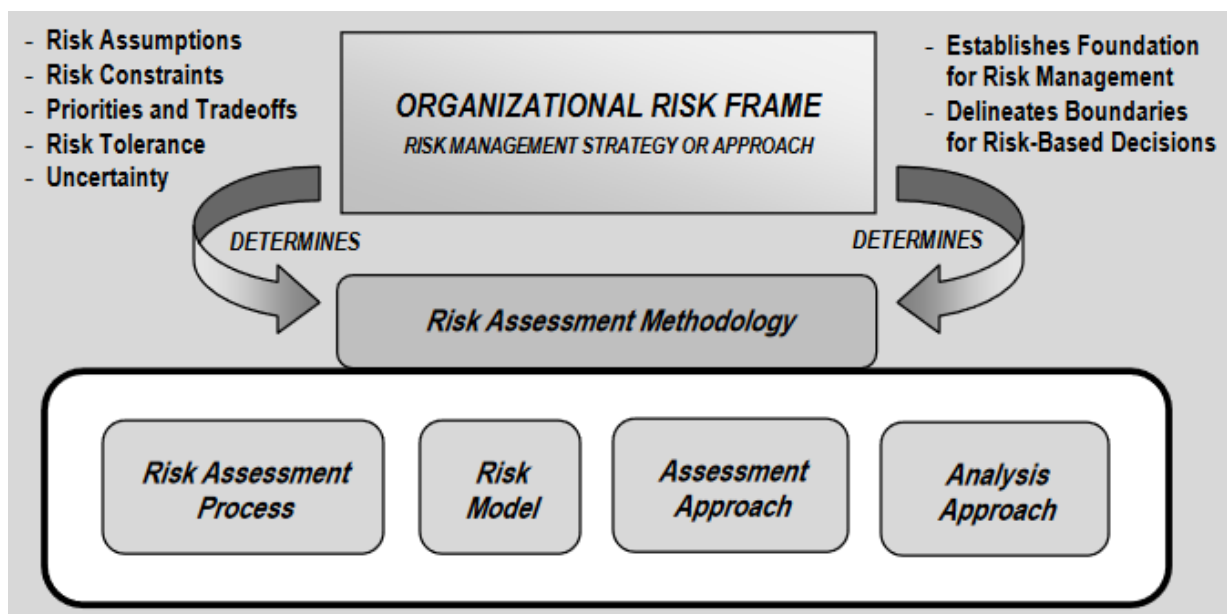 - Risk Assumptions
- Risk Constraints
- Priorities and Tradeoffs
- Risk Tolerance
- Uncertainty
ORGANIZATIONAL RISK FRAME
RISK MANAGEMENT STRATEGY OR APPROACH
- Establishes Foundation
for Risk Management
- Delineates Boundaries
for Risk-Based Decisions
DETERMINES
DETERMINES
Risk Assessment Methodology
Risk Assessment
Process
Risk
Model
Assessment
Approach
Analysis
Approach